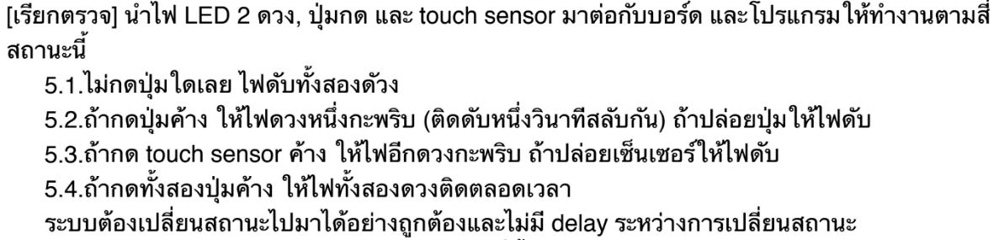 [เรียกตรวจ] นำไฟ LED 2 ดวง, ปุ่มกด และ touch sensor มาต่อกับบอร์ด และโปรแกรมให้ทำงานตามสี่
สถานะนี้
5.1.ไม่กดปุ่มใดเลย ไฟดับทั้งสองดัวง
5.2.ถ้ากดปุ่มค้าง ให้ไฟดวงหนึ่งกะพริบ (ติดดับหนึ่งวินาทีสลับกัน) ถ้าปล่อยปุ่มให้ไฟดับ
5.3.ถ้ากด touch sensor ค้าง ให้ไฟอีกดวงกะพริบ ถ้าปล่อยเซ็นเซอร์ให้ไฟดับ
5.4.ถ้ากดทั้งสองปุ่มค้าง ให้ไฟทั้งสองดวงติดตลอดเวลา
ระบบต้องเปลี่ยนสถานะไปมาได้อย่างถูกต้องและไม่มี delay ระหว่างการเปลี่ยนสถานะ